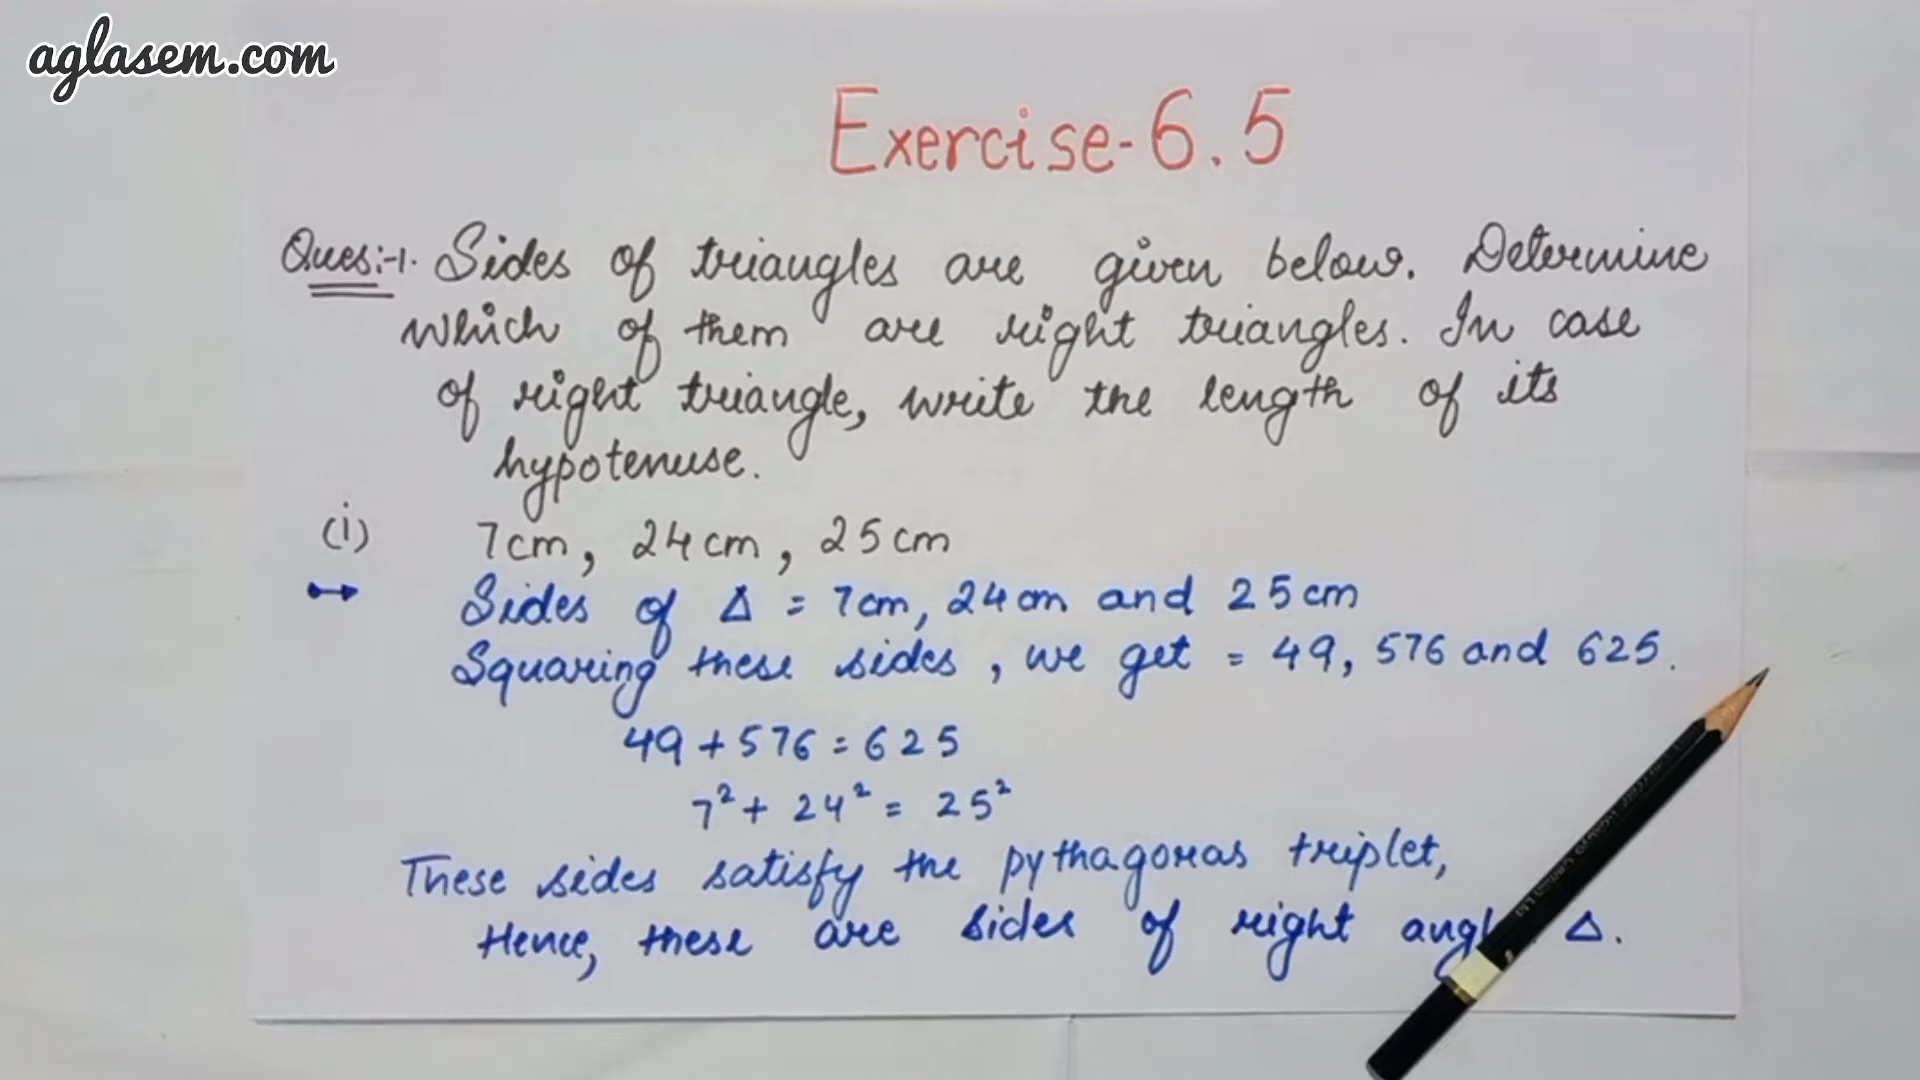 aglasem.com
Exercise-6.5
Ques:-1. Sides of triangles are given below. Determine
which of them are right triangles. In case
of right triangle, write the length of its
hypotenuse.
(i) 7cm, 24cm, 25cm
→ Sides of Δ = 7cm, 24cm and 25cm
Squaring these sides, we get = 49, 576 and 625.
49+576=625
7²+ 24² = 25²
These sides satisfy the pythagoras triplet,
Hence, these are sides of right Δ.